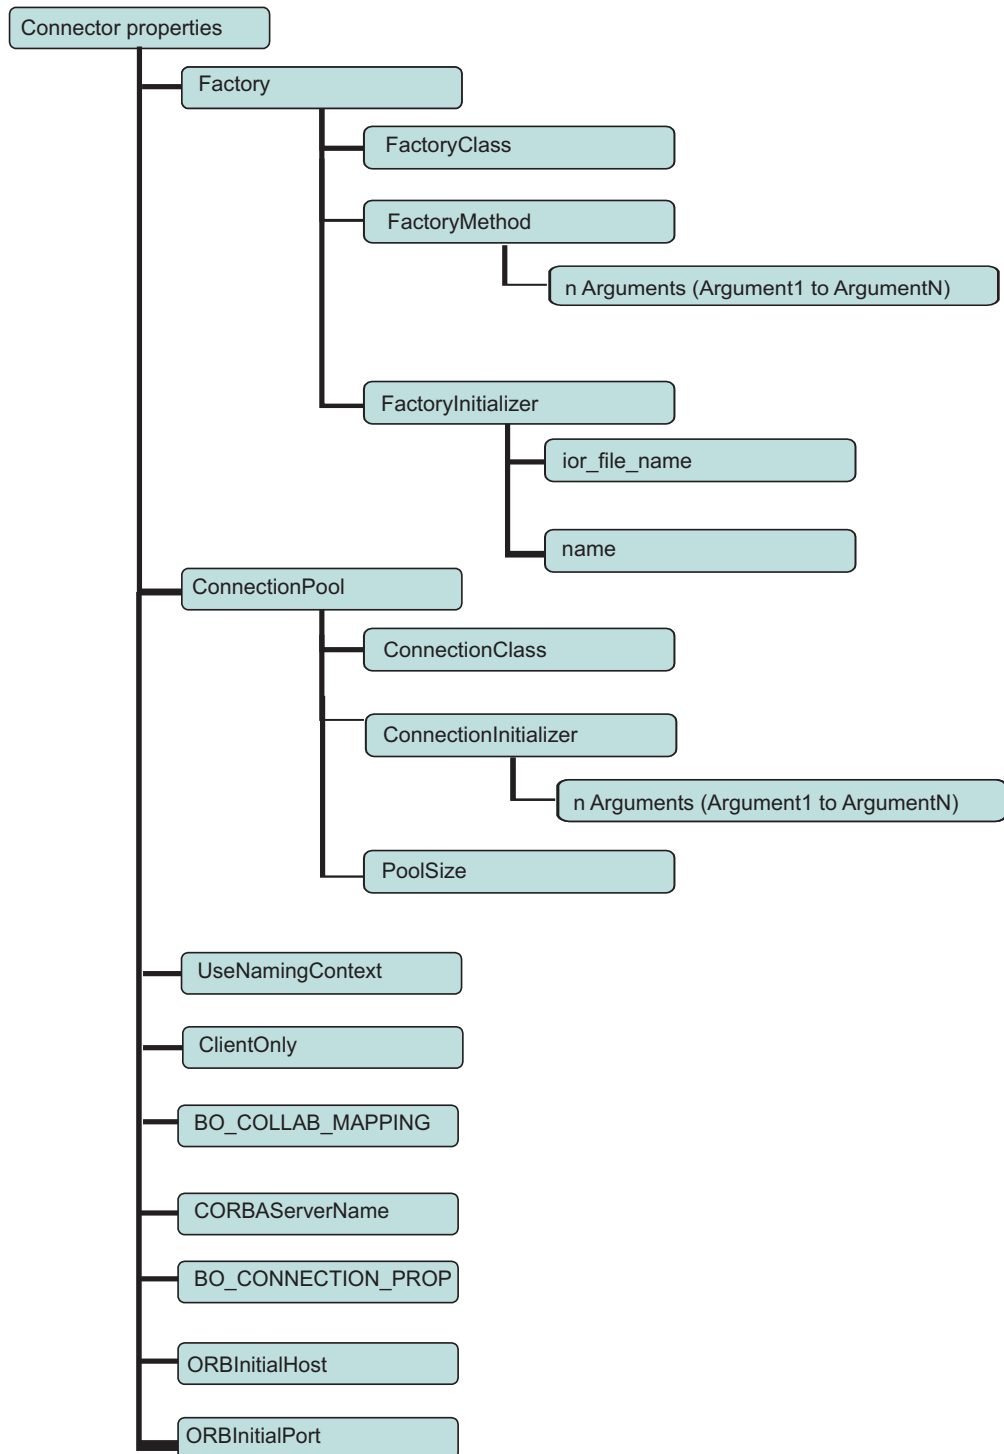 Connector properties
Factory
FactoryClass
FactoryMethod
n Arguments (Argument1 to ArgumentN)
FactoryInitializer
ior_file_name
name
ConnectionPool
ConnectionClass
ConnectionInitializer
n Arguments (Argument1 to ArgumentN)
PoolSize
UseNamingContext
ClientOnly
BO_COLLAB_MAPPING
CORBAServerName
BO_CONNECTION_PROP
ORBInitialHost
ORBInitialPort